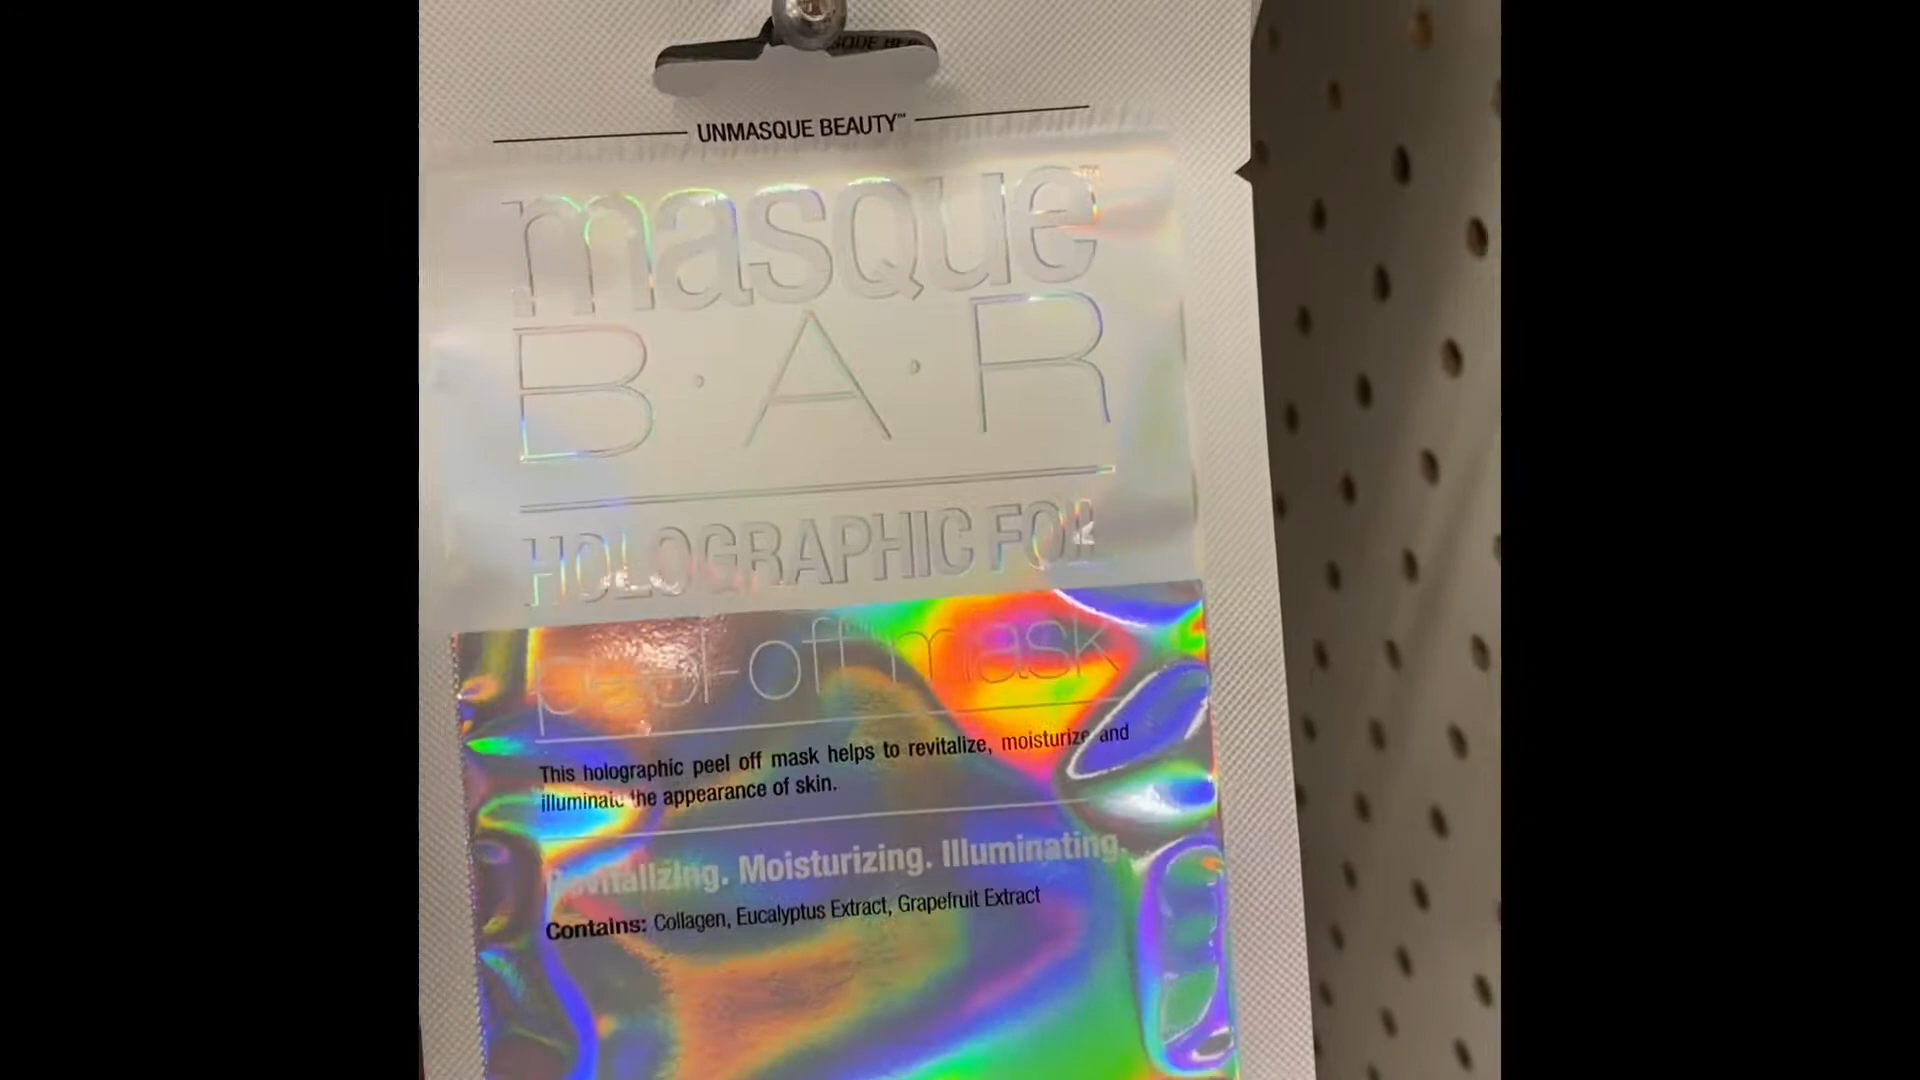 UNMASQUE BEAUTY™
masque™
B·A·R
HOLOGRAPHIC FOIL
peel-off mask
This holographic peel off mask helps to revitalize, moisturize and
illuminate the appearance of skin.
Revitalizing. Moisturizing. Illuminating.
Contains: Collagen, Eucalyptus Extract, Grapefruit Extract